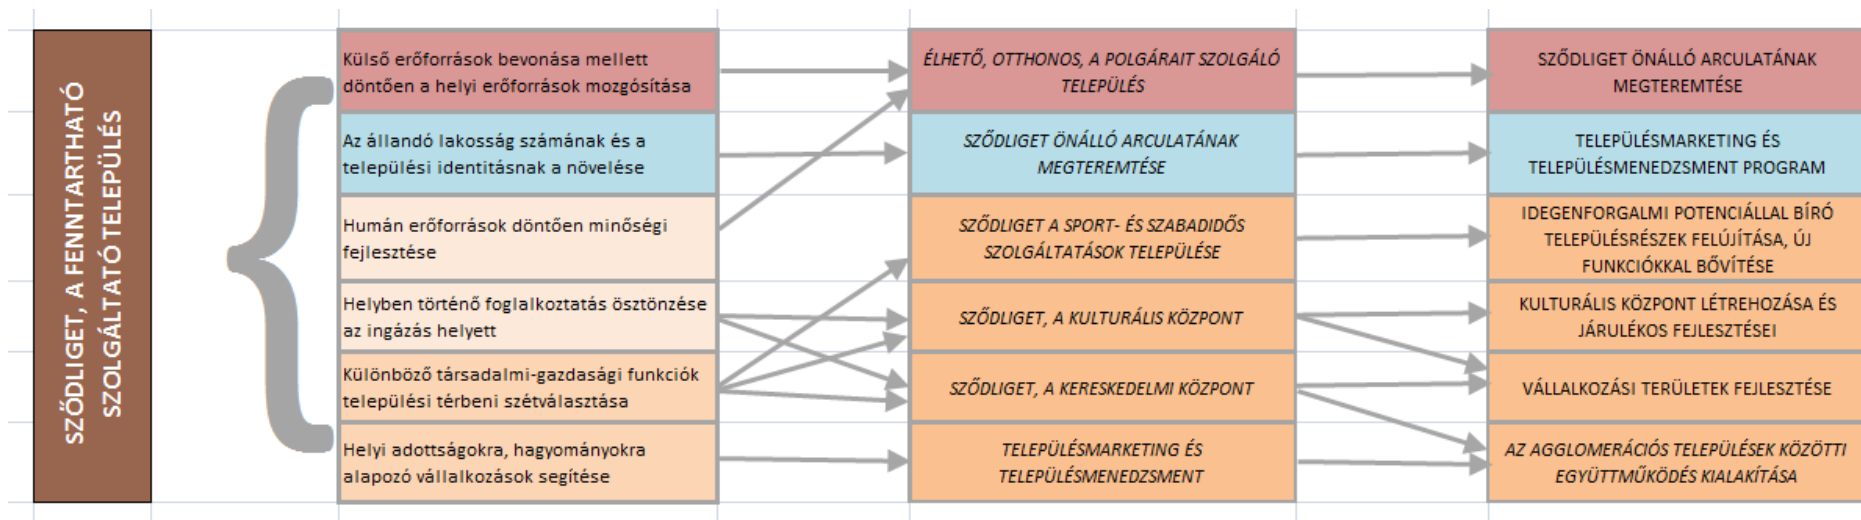 SZŐDLIGET, A FENNTARTHATÓ
SZOLGÁLTATÓ TELEPÜLÉS
Külső erőforrások bevonása mellett
döntően a helyi erőforrások mozgósítása
Az állandó lakosság számának és a
települési identitásnak a növelése
Humán erőforrások döntően minőségi
fejlesztése
Helyben történő foglalkoztatás ösztönzése
az ingázás helyett
Különböző társadalmi-gazdasági funkciók
települési térbeni szétválasztása
Helyi adottságokra, hagyományokra
alapozó vállalkozások segítése
ÉLHETŐ, OTTHONOS, A POLGÁRAIT SZOLGÁLÓ
TELEPÜLÉS
SZŐDLIGET ÖNÁLLÓ ARCULATÁNAK
MEGTEREMTÉSE
SZŐDLIGET A SPORT- ÉS SZABADIDŐS
SZOLGÁLTATÁSOK TELEPÜLÉSE
SZŐDLIGET, A KULTURÁLIS KÖZPONT
SZŐDLIGET, A KERESKEDELMI KÖZPONT
TELEPÜLÉSMARKETING ÉS
TELEPÜLÉSMENEDZSMENT
SZŐDLIGET ÖNÁLLÓ ARCULATÁNAK
MEGTEREMTÉSE
TELEPÜLÉSMARKETING ÉS
TELEPÜLÉSMENEDZSMENT PROGRAM
IDEGENFORGALMI POTENCIÁLLAL BÍRÓ
TELEPÜLÉSRÉSZEK FELÚJÍTÁSA, ÚJ
FUNKCIÓKKAL BŐVÍTÉSE
KULTURÁLIS KÖZPONT LÉTREHOZÁSA ÉS
JÁRULÉKOS FEJLESZTÉSEI
VÁLLALKOZÁSI TERÜLETEK FEJLESZTÉSE
AZ AGGLOMERÁCIÓS TELEPÜLÉSEK KÖZÖTTI
EGYÜTTMŰKÖDÉS KIALAKÍTÁSA